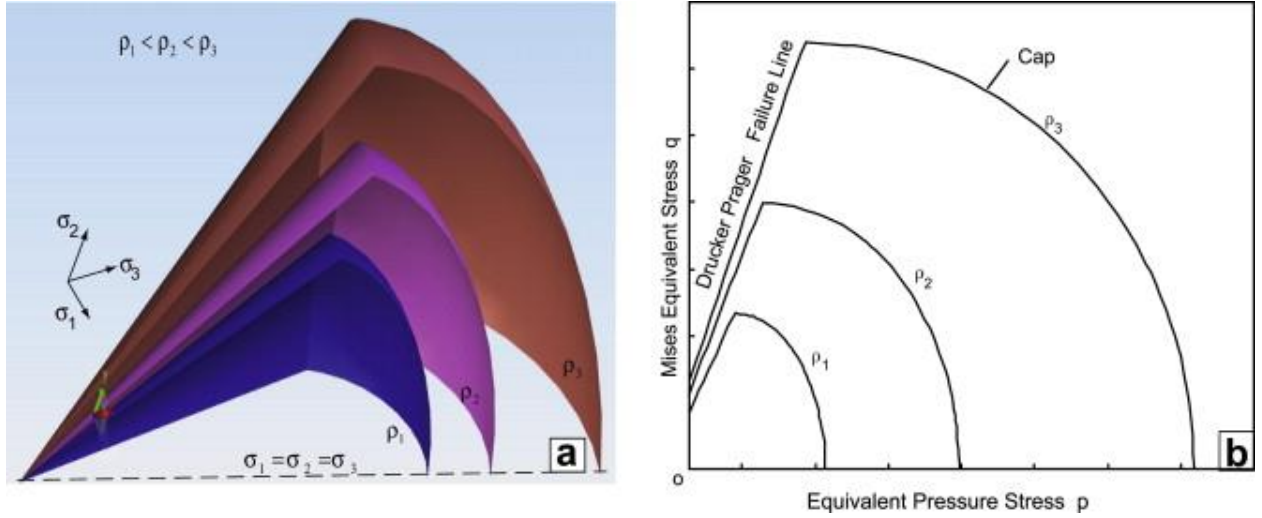 ρ₁ < ρ₂ < ρ₃
σ₂
σ₃
σ₁
ρ₁
ρ₂
ρ₃
σ₁ = σ₂ = σ₃
a
Mises Equivalent Stress q
Drucker Prager Failure Line
Cap
ρ₃
ρ₂
ρ₁
o
b
Equivalent Pressure Stress p